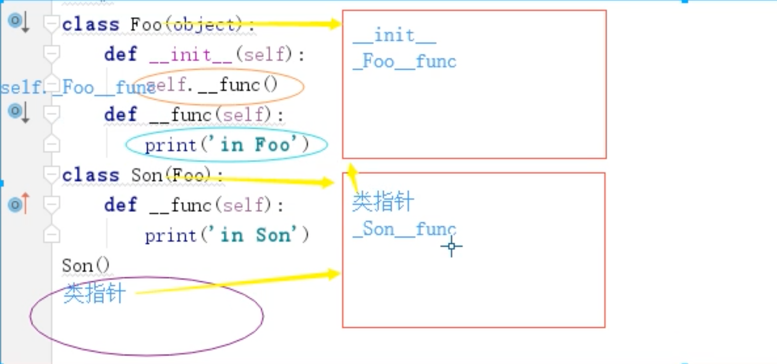 class Foo(object):
def __init__(self):
self.__func()
self._Foo__func
def __func(self):
print('in Foo')
class Son(Foo):
def __func(self):
print('in Son')
Son()
类指针
__init__
_Foo__func
类指针
_Son__func